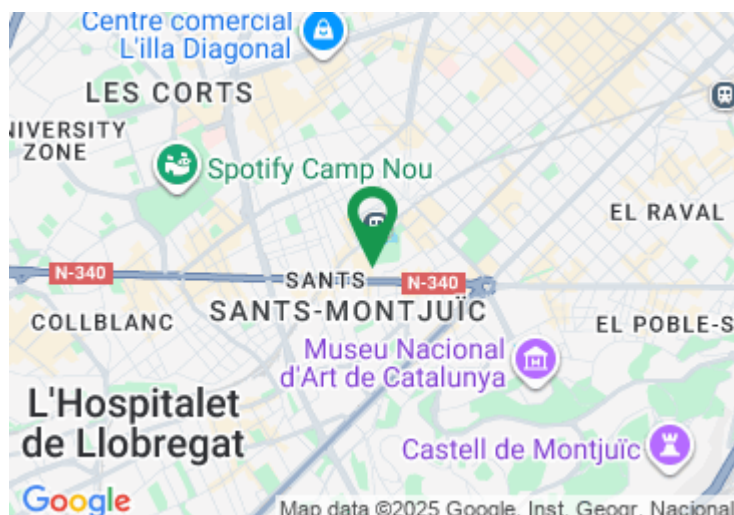 Centre comercial
L'illa Diagonal
LES CORTS
NIVERSITY
ZONE
Spotify Camp Nou
EL RAVAL
N-340
SANTS
N-340
SANTS-MONTJUÏC
COLLBLANC
EL POBLE-S
Museu Nacional
d'Art de Catalunya
L'Hospitalet
de Llobregat
Castell de Montjuïc
Google
Map data ©2025 Google, Inst. Geogr. Nacional